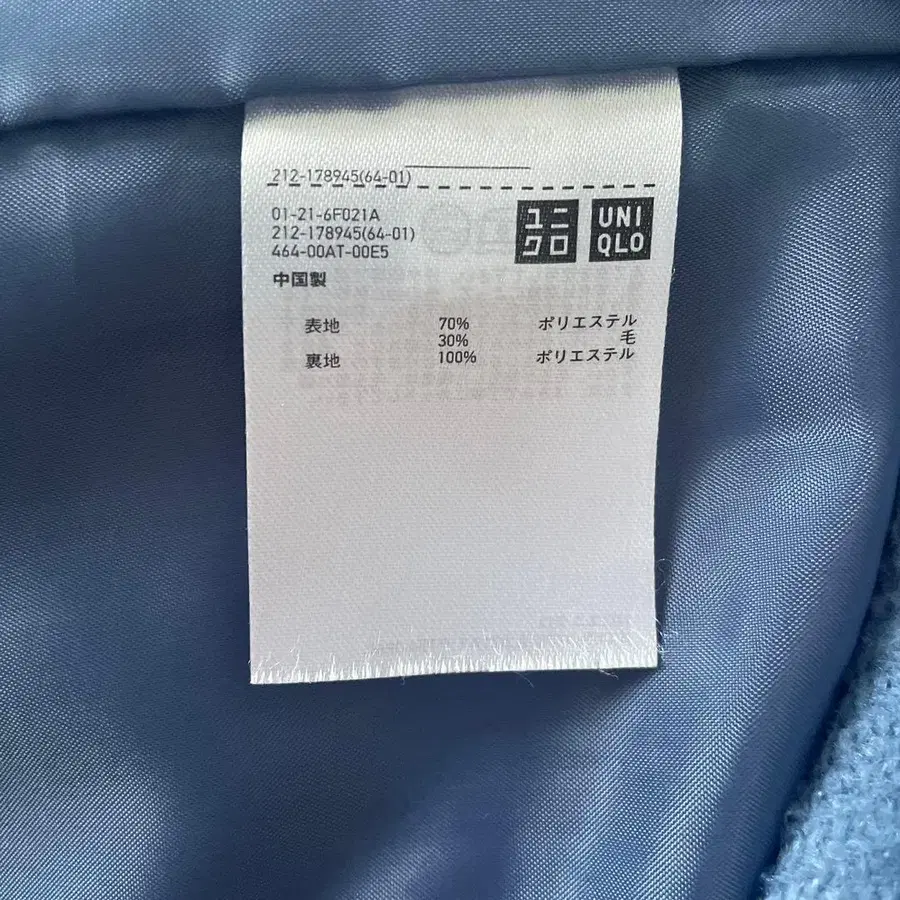 212-178945(64-01)
01-21-6F021A
212-178945(64-01)
464-00AT-00E5
ユニ
クロ
UNI
QLO
中国製
表地 70% ポリエステル
30% 毛
裏地 100% ポリエステル